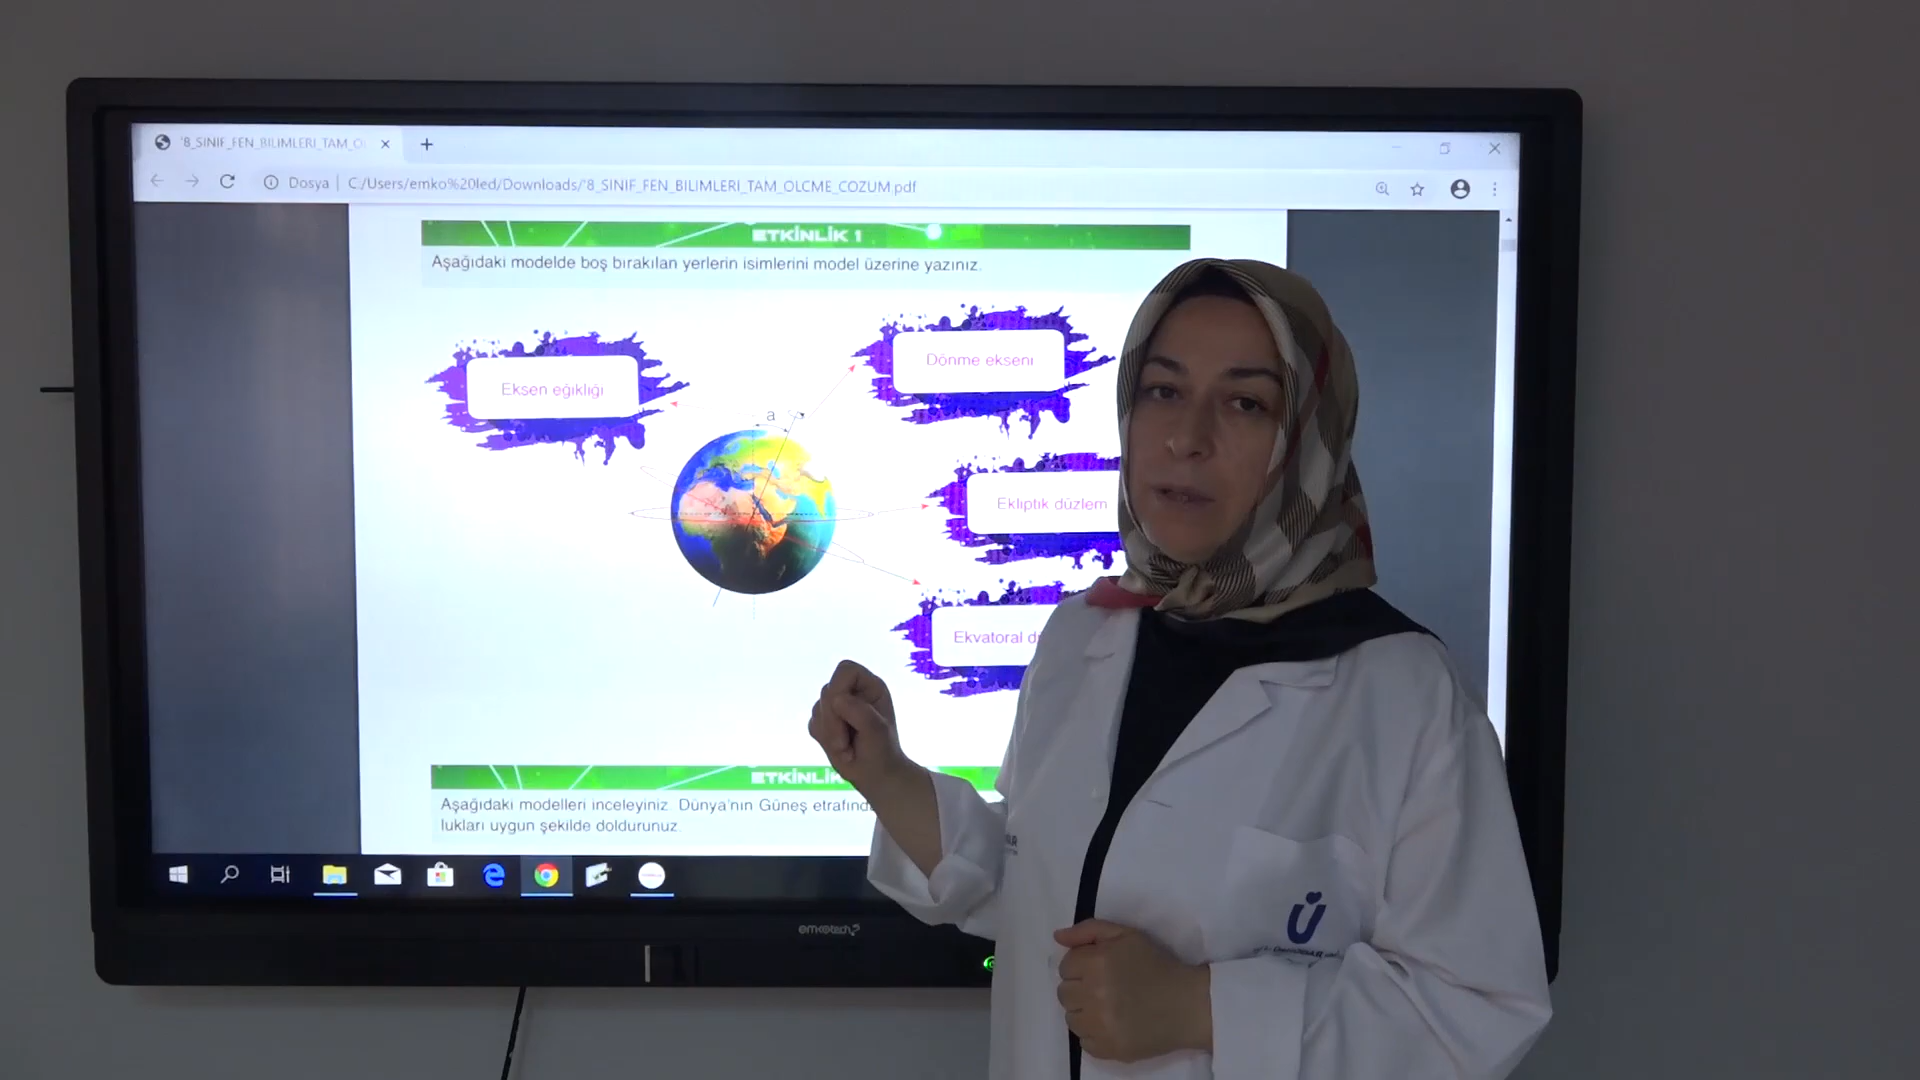 '8_SINIF_FEN_BILIMLERI_TAM_O
Dosya
C:/Users/emko%20led/Downloads/'8_SINIF_FEN_BILIMLERI_TAM_OLCME_COZUM.pdf
ETKİNLİK 1
Aşağıdaki modelde boş bırakılan yerlerin isimlerini model üzerine yazınız.
Dönme ekseni
Eksen eğikliği
a
Ekliptik düzlem
Ekvatoral
ETKİNLİK
Aşağıdaki modelleri inceleyiniz. Dünya'nın Güneş
lukları uygun şekilde doldurunuz.
emkotech